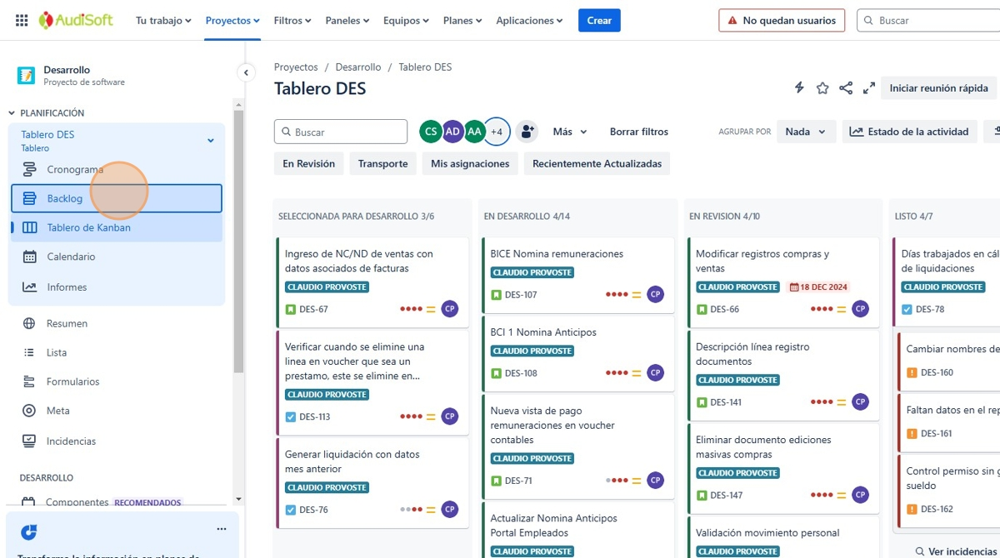 AudiSoft
Tu trabajo
Proyectos
Filtros
Paneles
Equipos
Planes
Aplicaciones
Crear
No quedan usuarios
Buscar
Desarrollo
Proyecto de software
PLANIFICACIÓN
Tablero DES
Tablero
Cronograma
Backlog
Tablero de Kanban
Calendario
Informes
Resumen
Lista
Formularios
Meta
Incidencias
DESARROLLO
Componentes RECOMENDADOS
Proyectos / Desarrollo / Tablero DES
Tablero DES
Iniciar reunión rápida
Buscar
CS AD AA +4
Más
Borrar filtros
AGRUPAR POR
Nada
Estado de la actividad
En Revisión
Transporte
Mis asignaciones
Recientemente Actualizadas
SELECCIONADA PARA DESARROLLO 3/6
Ingreso de NC/ND de ventas con
datos asociados de facturas
CLAUDIO PROVOSTE
DES-67
CP
Verificar cuando se elimine una
linea en voucher que sea un
prestamo, este se elimine en...
CLAUDIO PROVOSTE
DES-113
CP
Generar liquidación con datos
mes anterior
CLAUDIO PROVOSTE
DES-76
CP
EN DESARROLLO 4/14
BICE Nomina remuneraciones
CLAUDIO PROVOSTE
DES-107
CP
BCI 1 Nomina Anticipos
CLAUDIO PROVOSTE
DES-108
CP
Nueva vista de pago
remuneraciones en voucher
contables
CLAUDIO PROVOSTE
DES-71
CP
Actualizar Nomina Anticipos
Portal Empleados
CLAUDIO PROVOSTE
EN REVISION 4/10
Modificar registros compras y
ventas
CLAUDIO PROVOSTE
18 DEC 2024
DES-66
CP
Descripción línea registro
documentos
CLAUDIO PROVOSTE
DES-141
CP
Eliminar documento ediciones
masivas compras
CLAUDIO PROVOSTE
DES-147
CP
Validación movimiento personal
CLAUDIO PROVOSTE
LISTO 4/7
Días trabajados en cál
de liquidaciones
CLAUDIO PROVOSTE
DES-78
Cambiar nombres de
DES-160
Faltan datos en el rep
DES-161
Control permiso sin g
sueldo
DES-162
Ver incidencias